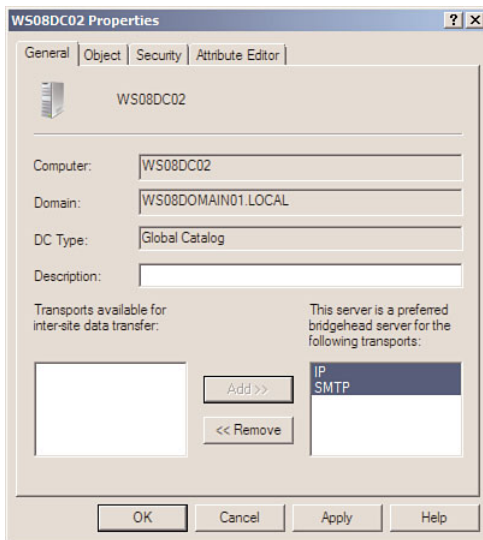 WS08DC02 Properties
General Object Security Attribute Editor
WS08DC02
Computer: WS08DC02
Domain: WS08DOMAIN01.LOCAL
DC Type: Global Catalog
Description:
Transports available for
inter-site data transfer:
This server is a preferred
bridgehead server for the
following transports:
IP
SMTP
Add >>
<< Remove
OK Cancel Apply Help